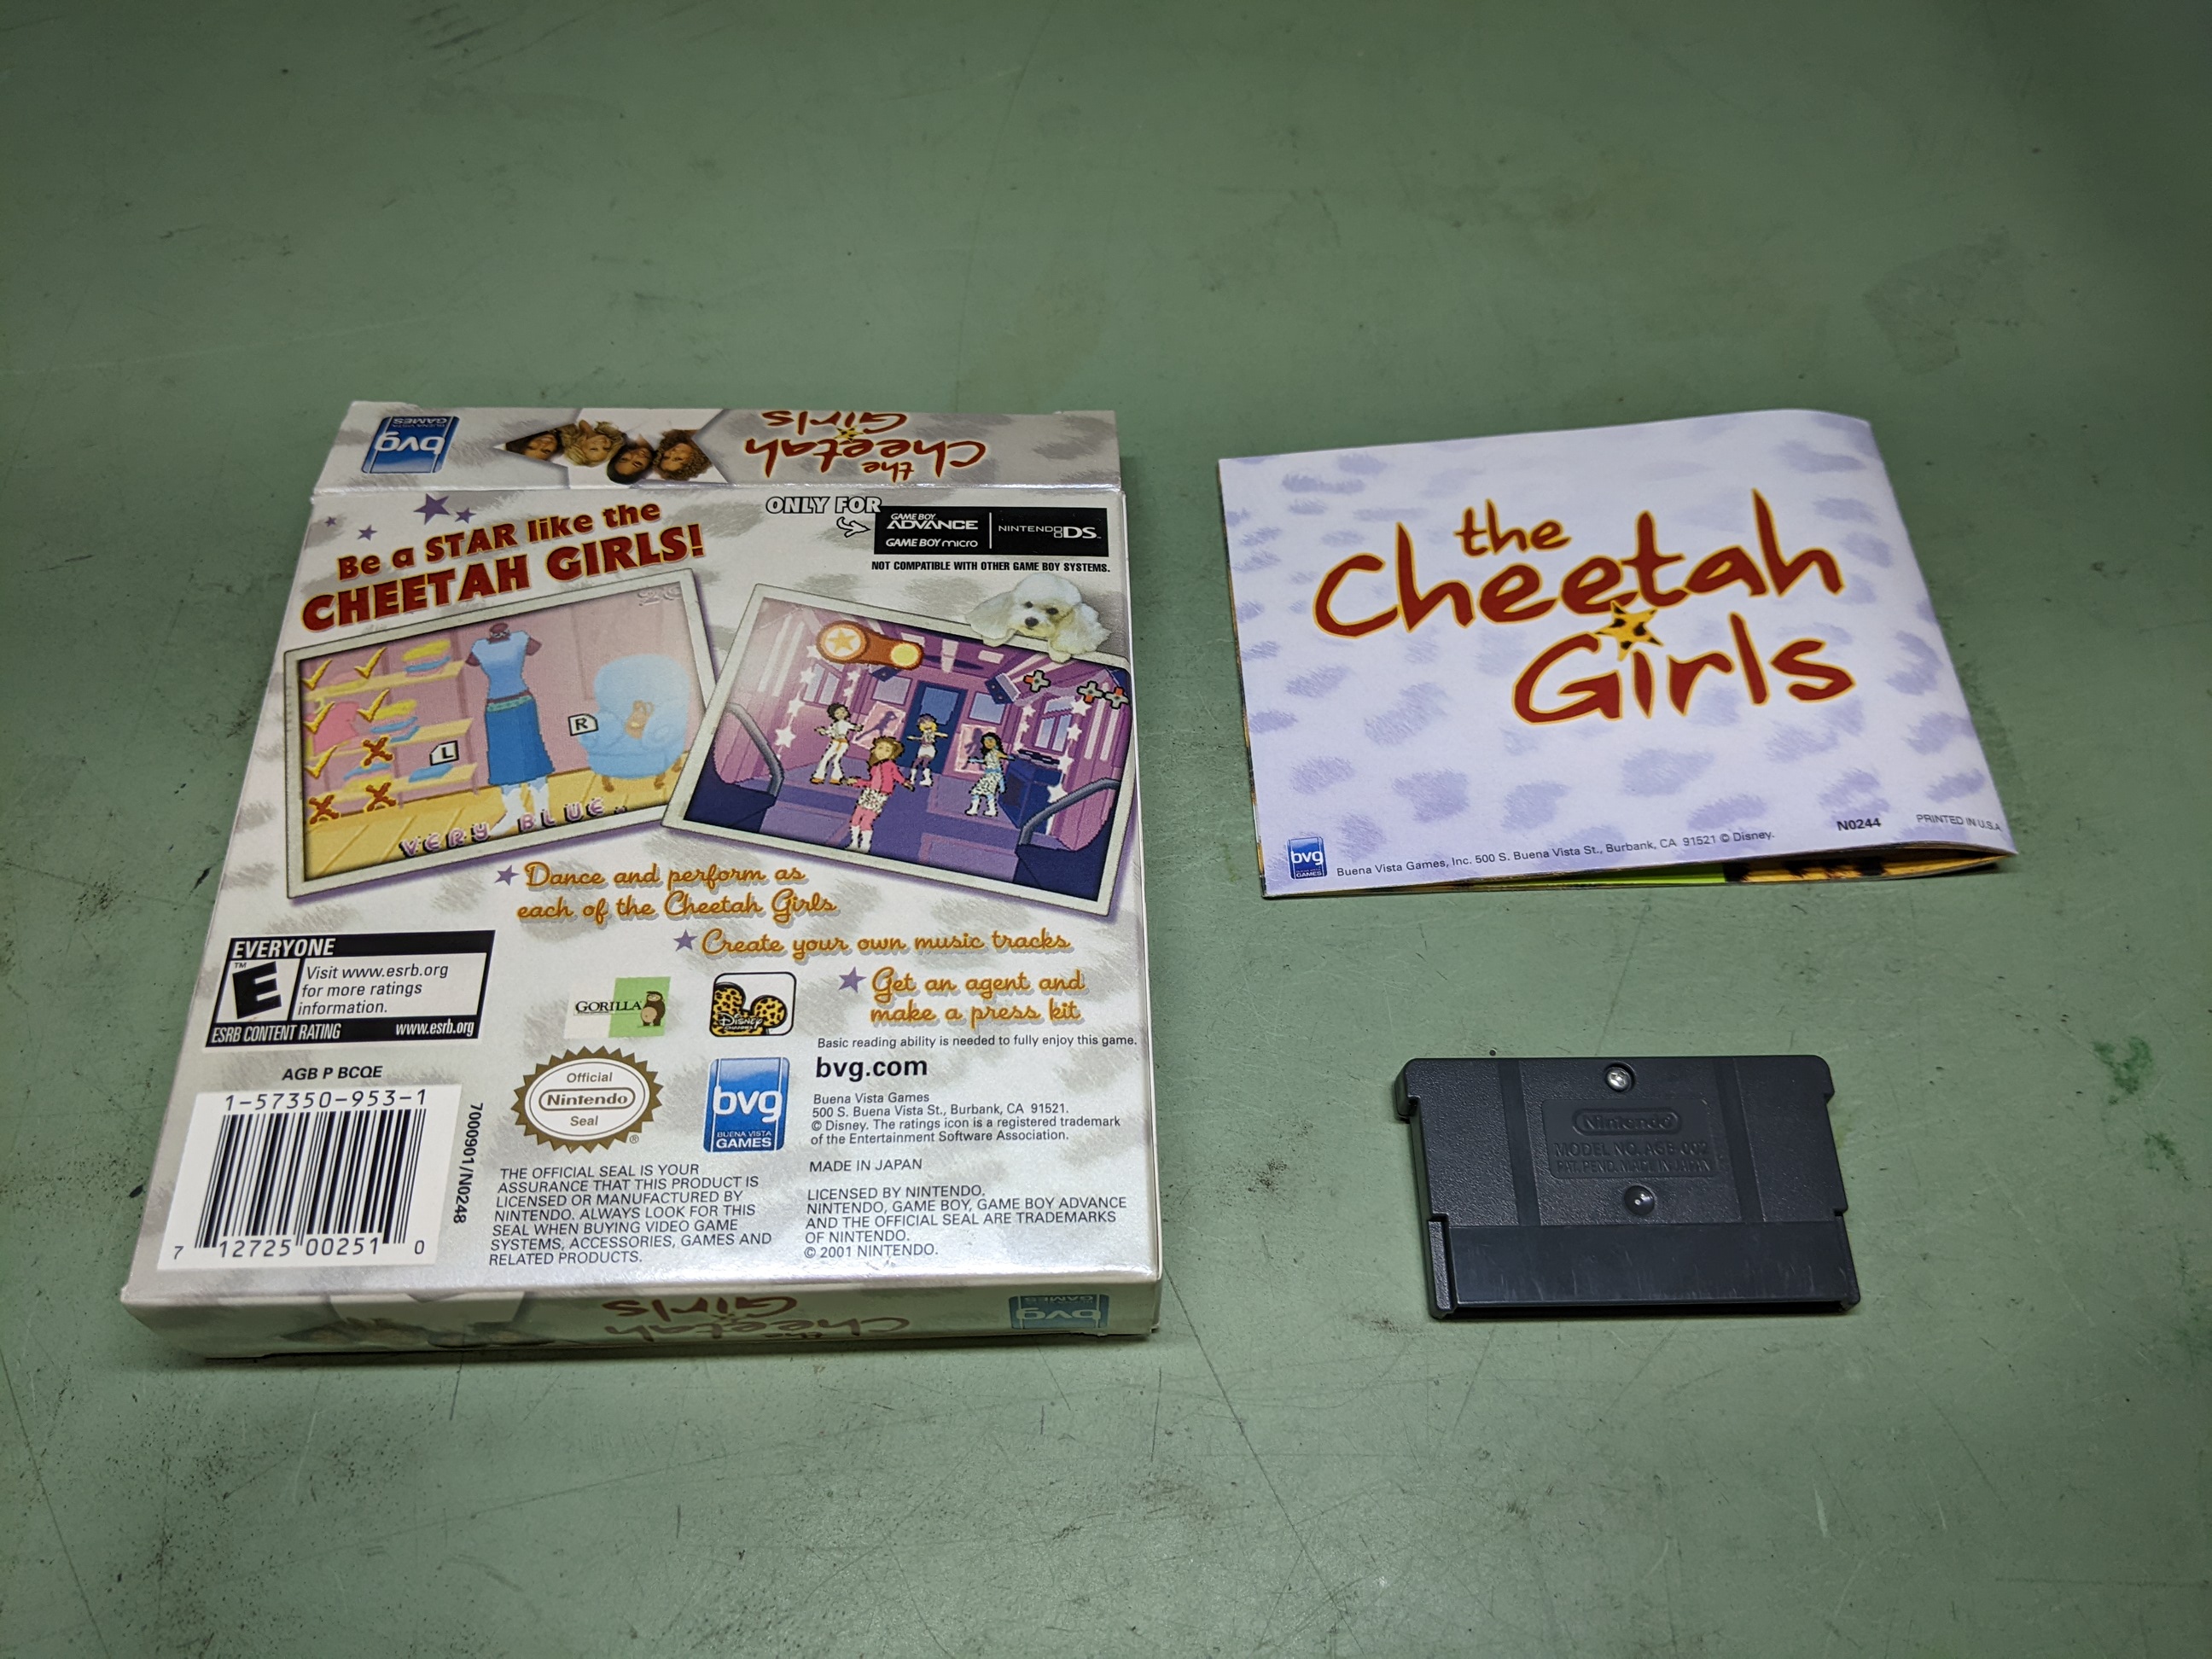 the
Cheetah
Girls
bvg
BUENA VISTA
GAMES
Be a STAR like the
CHEETAH GIRLS!
ONLY FOR
GAME BOY
ADVANCE
GAME BOY micro
NINTENDO DS™
NOT COMPATIBLE WITH OTHER GAME BOY SYSTEMS.
L
R
VERY BLUE..
Dance and perform as
each of the Cheetah Girls
Create your own music tracks
Get an agent and
make a press kit
Basic reading ability is needed to fully enjoy this game.
EVERYONE
E™
Visit www.esrb.org
for more ratings
information.
ESRB CONTENT RATING www.esrb.org
GORILLA
Disney
CHANNEL
AGB P BCQE
1-57350-953-1
7 12725 00251 0
7000901/N0248
Official
Nintendo
Seal
®
THE OFFICIAL SEAL IS YOUR
ASSURANCE THAT THIS PRODUCT IS
LICENSED OR MANUFACTURED BY
NINTENDO. ALWAYS LOOK FOR THIS
SEAL WHEN BUYING VIDEO GAME
SYSTEMS, ACCESSORIES, GAMES AND
RELATED PRODUCTS.
bvg
BUENA VISTA
GAMES
bvg.com
Buena Vista Games
500 S. Buena Vista St., Burbank, CA 91521.
© Disney. The ratings icon is a registered trademark
of the Entertainment Software Association.
MADE IN JAPAN
LICENSED BY NINTENDO.
NINTENDO, GAME BOY, GAME BOY ADVANCE
AND THE OFFICIAL SEAL ARE TRADEMARKS
OF NINTENDO.
© 2001 NINTENDO.
the
Cheetah
Girls
bvg
GAMES
the
Cheetah
Girls
bvg
GAMES
Buena Vista Games, Inc. 500 S. Buena Vista St., Burbank, CA 91521 © Disney.
N0244
PRINTED IN U.S.A.
Nintendo
MODEL NO. AGB-002
PAT. PEND. MADE IN JAPAN